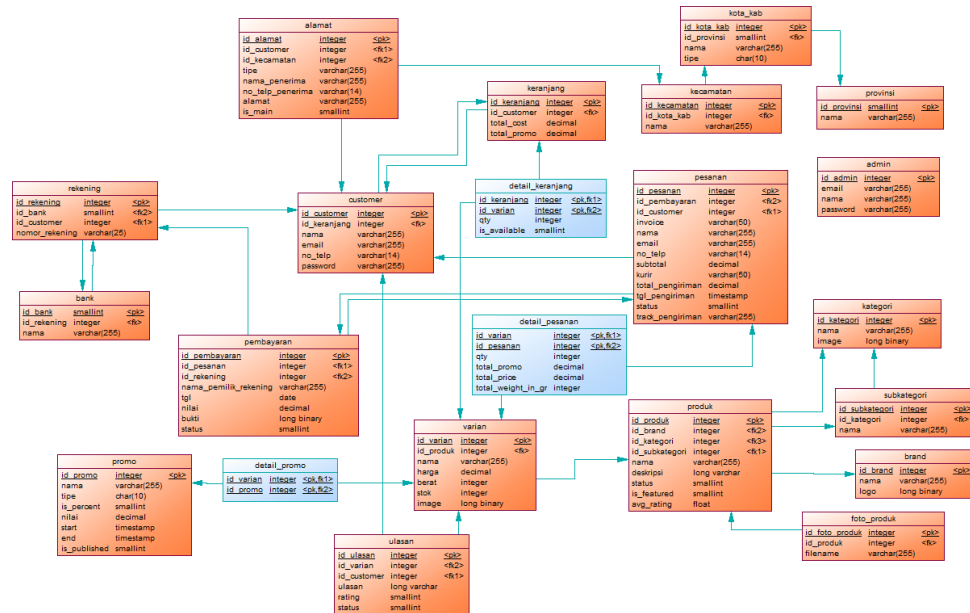 alamat
id_alamat integer <pk>
id_customer integer <fk1>
id_kecamatan integer <fk2>
tipe varchar(255)
nama_penerima varchar(255)
no_telp_penerima varchar(14)
alamat varchar(255)
is_main smallint
kota_kab
id_kota_kab integer <pk>
id_provinsi smallint <fk>
nama varchar(255)
tipe char(10)
keranjang
id_keranjang integer <pk>
id_customer integer <fk>
total_cost decimal
total_promo decimal
kecamatan
id_kecamatan integer <pk>
id_kota_kab integer <fk>
nama varchar(255)
provinsi
id_provinsi smallint <pk>
nama varchar(255)
rekening
id_rekening integer <pk>
id_bank smallint <fk2>
id_customer integer <fk1>
nomor_rekening varchar(25)
customer
id_customer integer <pk>
id_keranjang integer <fk>
nama varchar(255)
email varchar(255)
no_telp varchar(14)
password varchar(255)
detail_keranjang
id_keranjang integer <pk,fk1>
id_varian integer <pk,fk2>
qty integer
is_available smallint
pesanan
id_pesanan integer <pk>
id_pembayaran integer <fk2>
id_customer integer <fk1>
invoice varchar(50)
nama varchar(255)
email varchar(255)
no_telp varchar(14)
subtotal decimal
kurir varchar(50)
total_pengiriman decimal
tgl_pengiriman timestamp
status smallint
track_pengiriman varchar(255)
admin
id_admin integer <pk>
email varchar(255)
nama varchar(255)
password varchar(255)
bank
id_bank smallint <pk>
id_rekening integer <fk>
nama varchar(255)
pembayaran
id_pembayaran integer <pk>
id_pesanan integer <fk1>
id_rekening integer <fk2>
nama_pemilik_rekening varchar(255)
tgl date
nilai decimal
bukti long binary
status smallint
detail_pesanan
id_varian integer <pk,fk1>
id_pesanan integer <pk,fk2>
qty integer
total_promo decimal
total_price decimal
total_weight_in_gr integer
kategori
id_kategori integer <pk>
nama varchar(255)
image long binary
subkategori
id_subkategori integer <pk>
id_kategori integer <fk>
nama varchar(255)
produk
id_produk integer <pk>
id_brand integer <fk2>
id_kategori integer <fk3>
id_subkategori integer <fk1>
nama varchar(255)
deskripsi long varchar
status smallint
is_featured smallint
avg_rating float
varian
id_varian integer <pk>
id_produk integer <fk>
nama varchar(255)
harga decimal
berat integer
stok integer
image long binary
brand
id_brand integer <pk>
nama varchar(255)
logo long binary
promo
id_promo integer <pk>
nama varchar(255)
tipe char(10)
is_percent smallint
nilai decimal
start timestamp
end timestamp
is_published smallint
detail_promo
id_varian integer <pk,fk1>
id_promo integer <pk,fk2>
foto_produk
id_foto_produk integer <pk>
id_produk integer <fk>
filename varchar(255)
ulasan
id_ulasan integer <pk>
id_varian integer <fk2>
id_customer integer <fk1>
ulasan long varchar
rating smallint
status smallint